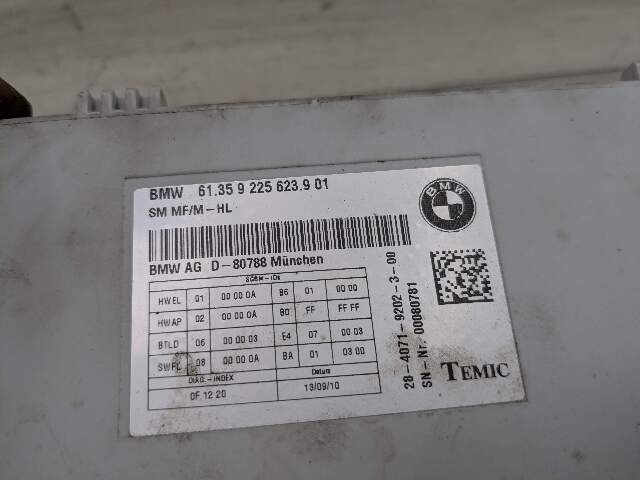 BMW 61.35 9 225 623.9 01
SM MF/M-HL
BMW
BMW AG D-80788 München
SGBM-IDs
HWEL 01 00 00 0A B6 01 00 00
HWAP 02 00 00 0A B0 FF FF FF
BTLD 06 00 00 03 E4 07 00 03
SWFL 08 00 00 0A BA 01 03 00
DIAG.-INDEX Datum
0F 12 20 13/09/10
28-4071-9202-3-00
SN-Nr. 00080781
TEMIC